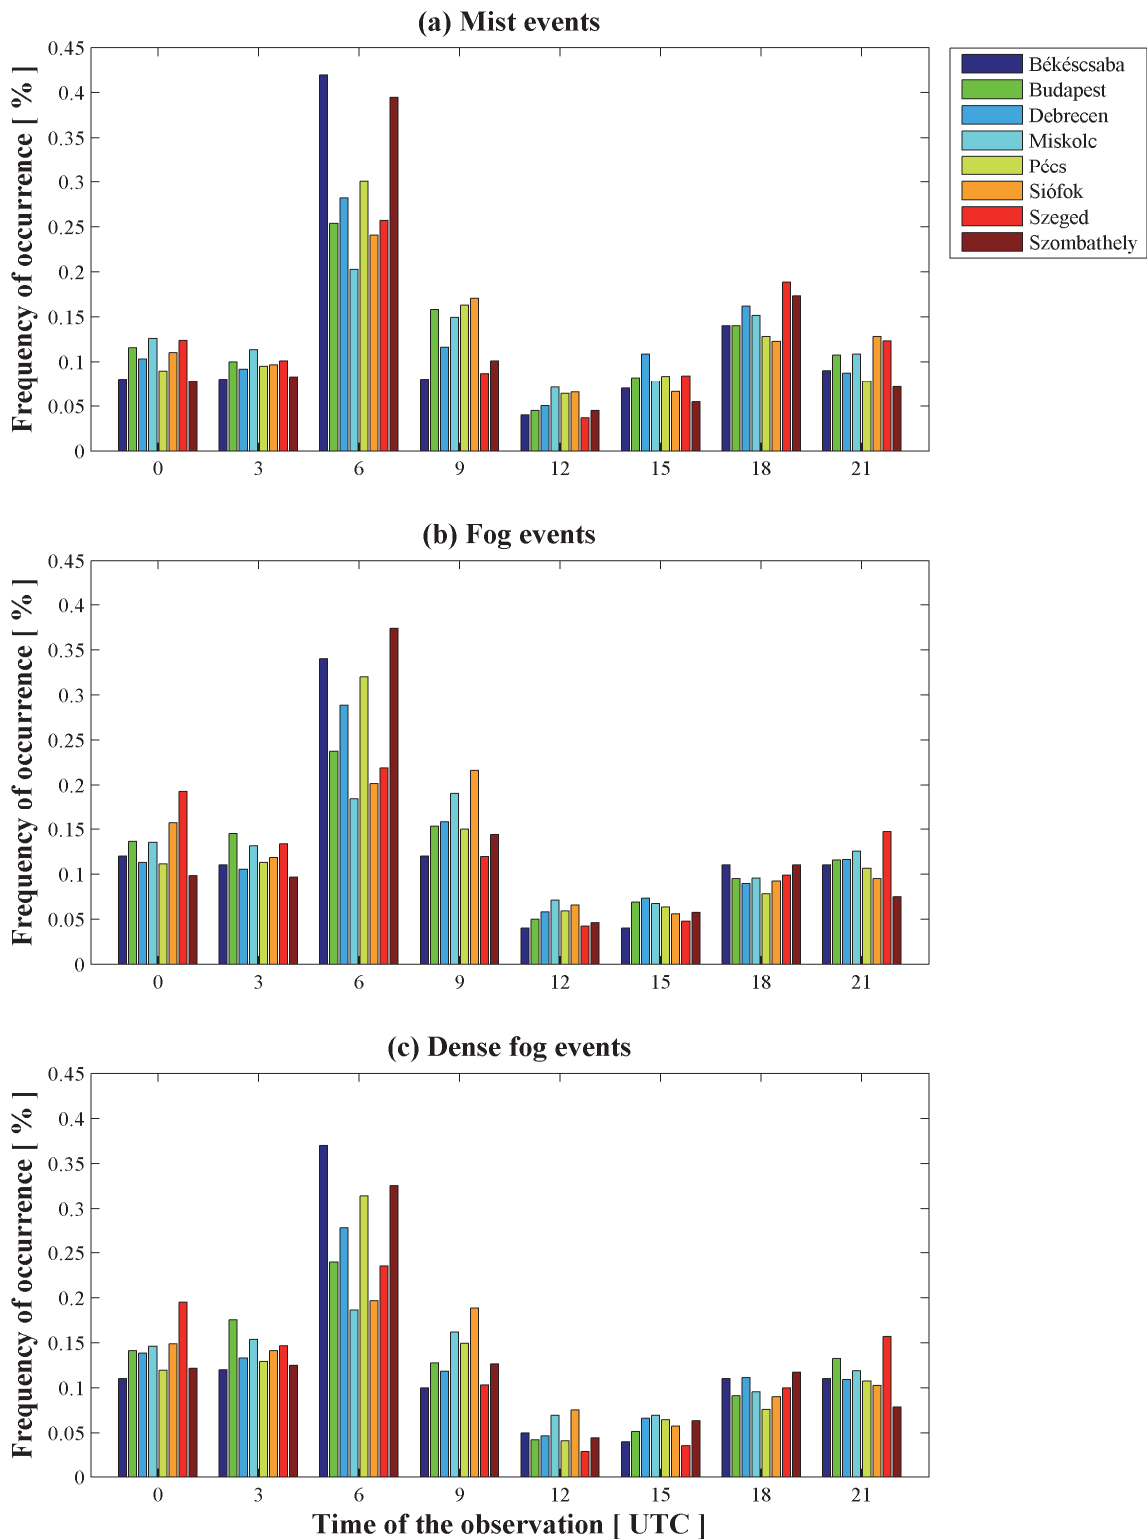 (a) Mist events
Frequency of occurrence [ % ]
0.45
0.4
0.35
0.3
0.25
0.2
0.15
0.1
0.05
0
0 3 6 9 12 15 18 21
Békéscsaba
Budapest
Debrecen
Miskolc
Pécs
Siófok
Szeged
Szombathely
(b) Fog events
Frequency of occurrence [ % ]
0.45
0.4
0.35
0.3
0.25
0.2
0.15
0.1
0.05
0
0 3 6 9 12 15 18 21
(c) Dense fog events
Frequency of occurrence [ % ]
0.45
0.4
0.35
0.3
0.25
0.2
0.15
0.1
0.05
0
0 3 6 9 12 15 18 21
Time of the observation [ UTC ]